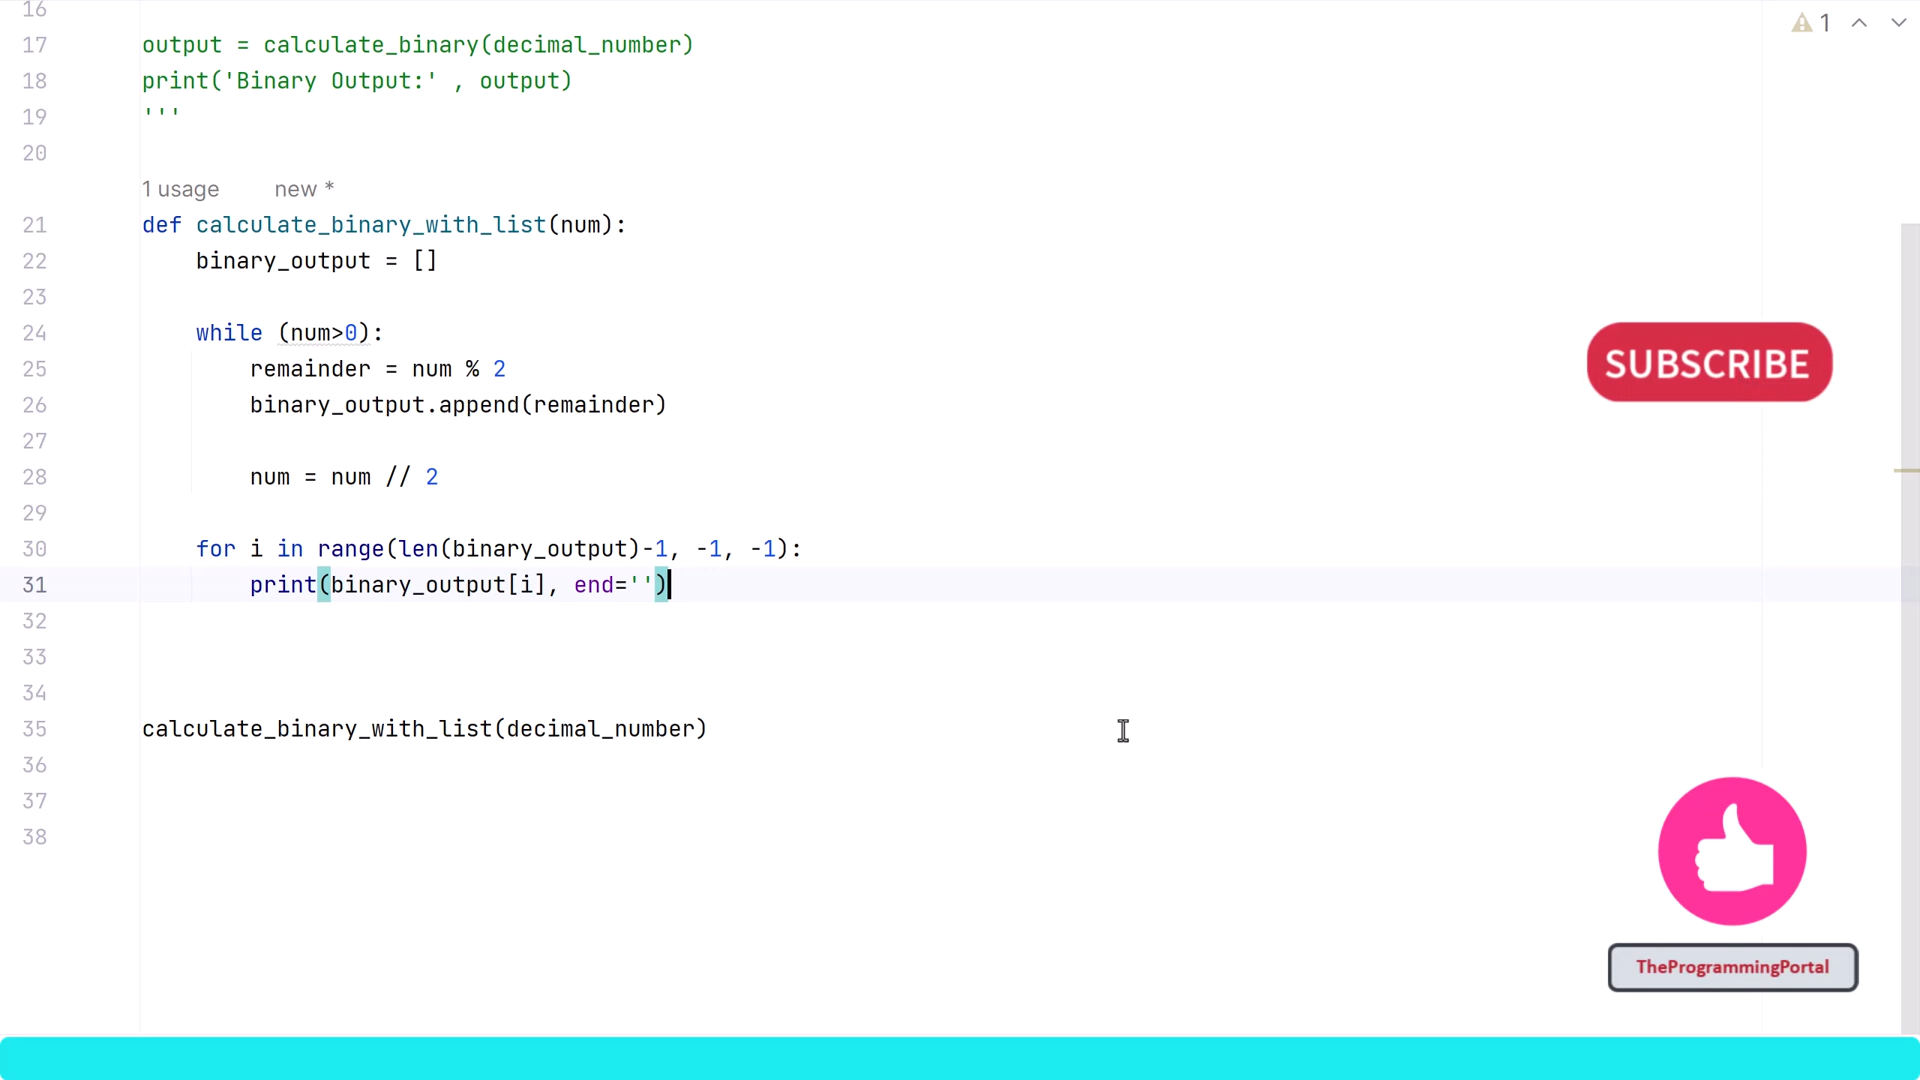 16
17 output = calculate_binary(decimal_number)
18 print('Binary Output:' , output)
19 '''
20
1 usage new *
21 def calculate_binary_with_list(num):
22 binary_output = []
23
24 while (num>0):
25 remainder = num % 2
26 binary_output.append(remainder)
27
28 num = num // 2
29
30 for i in range(len(binary_output)-1, -1, -1):
31 print(binary_output[i], end='')
32
33
34
35 calculate_binary_with_list(decimal_number)
36
37
38
1
SUBSCRIBE
TheProgrammingPortal